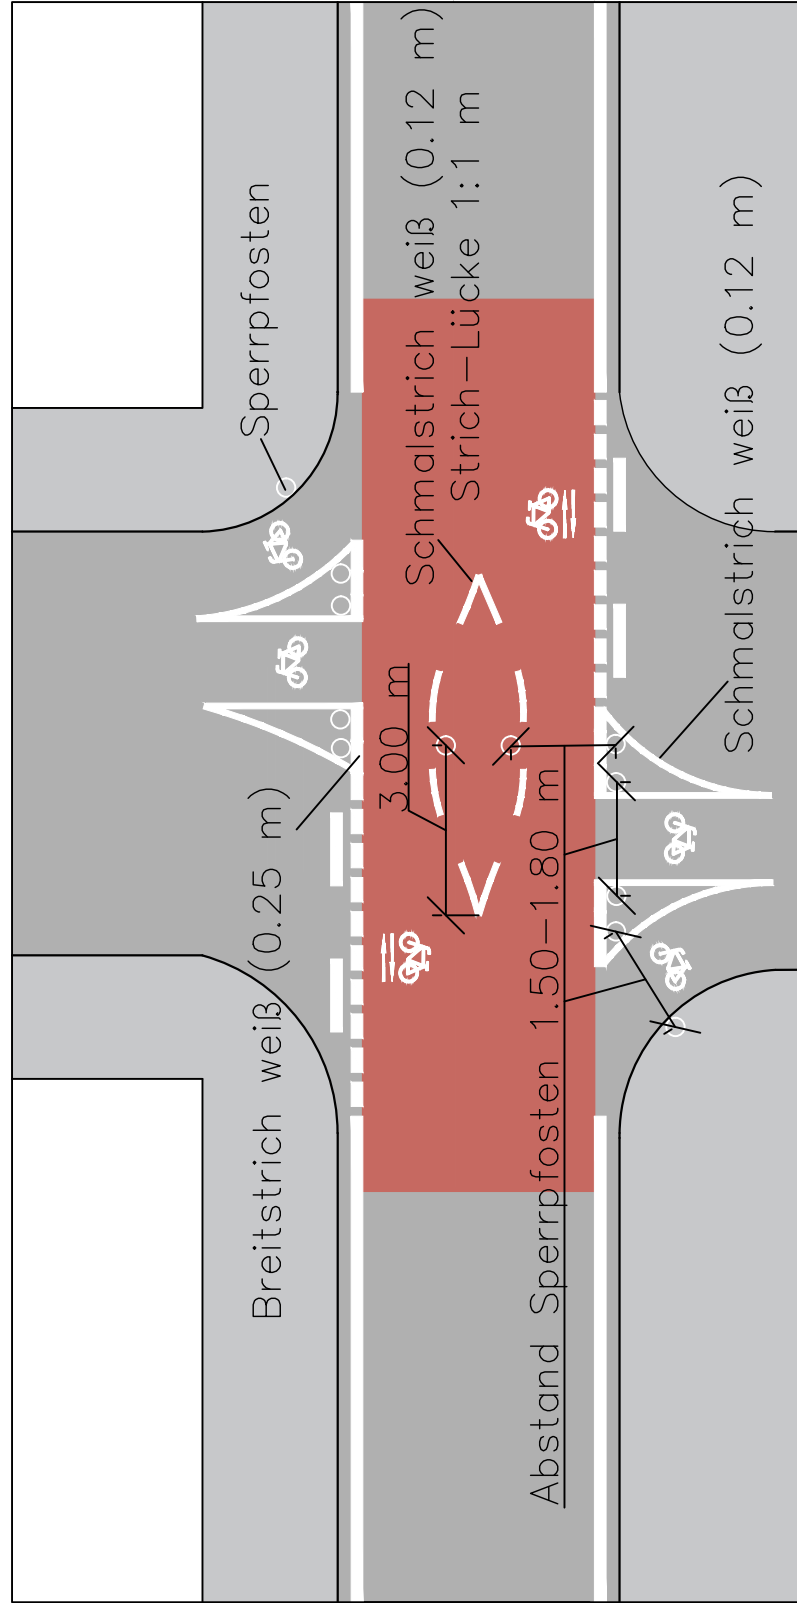 Sperrpfosten
Schmalstrich weiß (0.12 m)
Strich-Lücke 1:1 m
Schmalstrich weiß (0.12 m)
3.00 m
Breitstrich weiß (0.25 m)
Abstand Sperrpfosten 1.50-1.80 m